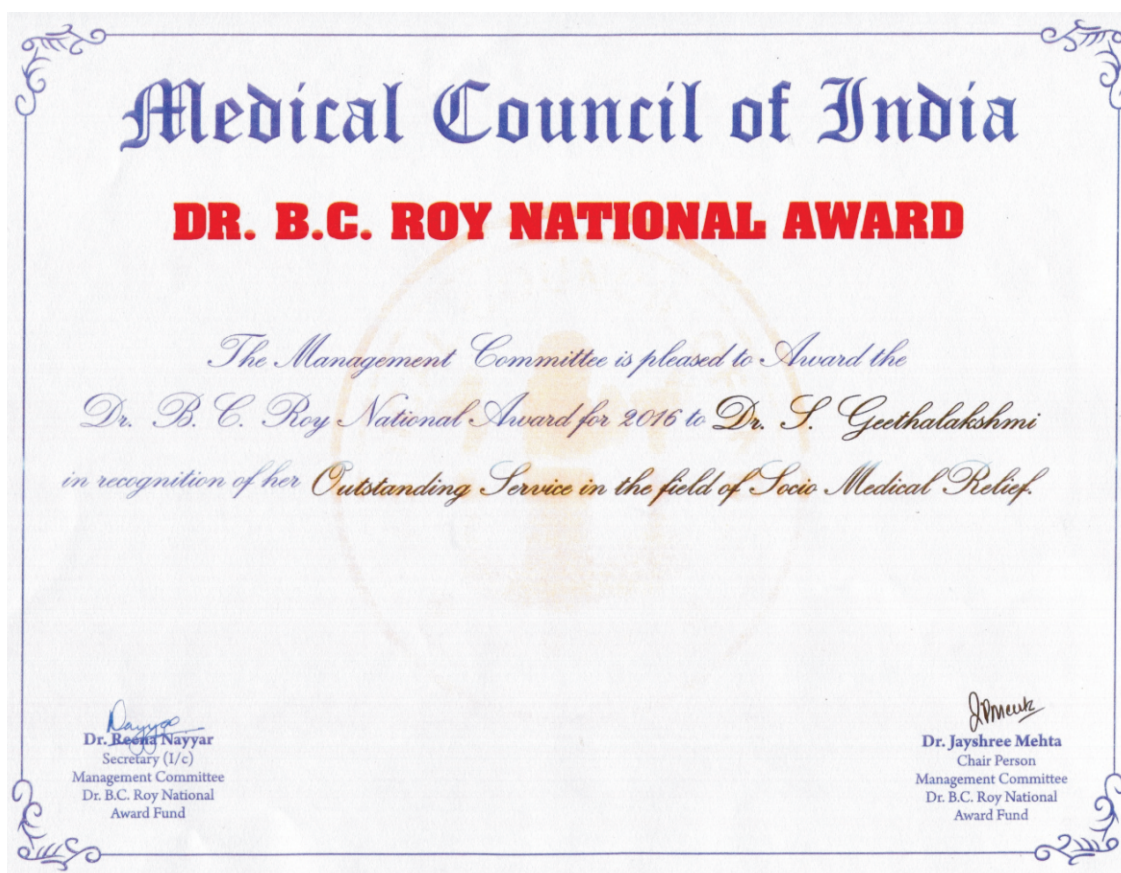 Medical Council of India
DR. B.C. ROY NATIONAL AWARD
The Management Committee is pleased to Award the
Dr. B. C. Roy National Award for 2016 to Dr. S. Geethalakshmi
in recognition of her Outstanding Service in the field of Socio Medical Relief.
Nayyar
Dr. Reena Nayyar
Secretary (I/c)
Management Committee
Dr. B.C. Roy National
Award Fund
Dr. Jayshree Mehta
Chair Person
Management Committee
Dr. B.C. Roy National
Award Fund